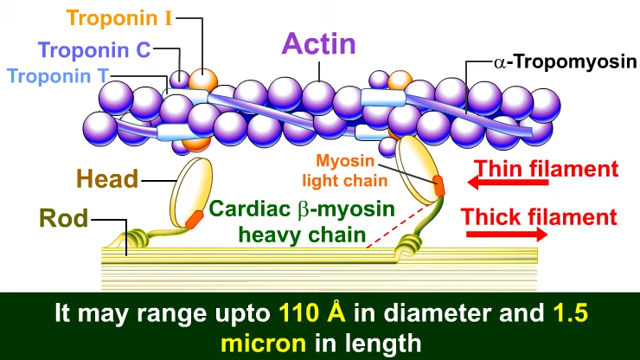 Troponin I
Troponin C
Troponin T
Actin
α-Tropomyosin
Head
Rod
Myosin
light chain
Cardiac β-myosin
heavy chain
Thin filament
Thick filament
It may range upto 110 Å in diameter and 1.5
micron in length